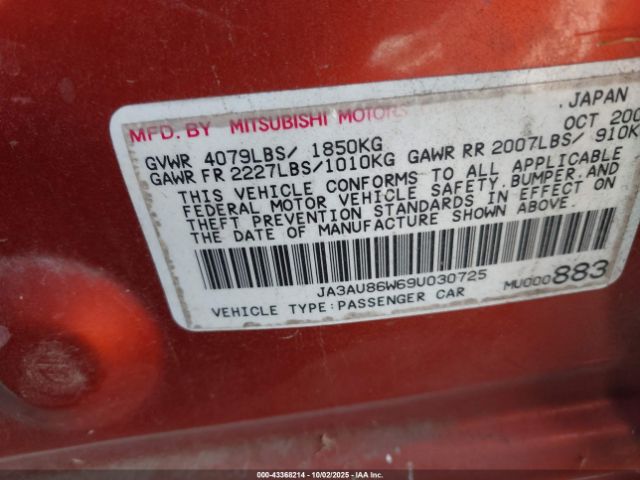 MFD. BY MITSUBISHI MOTORS JAPAN
GVWR 4079LBS/ 1850KG OCT 200
GAWR FR 2227LBS/1010KG GAWR RR 2007LBS/ 910K
THIS VEHICLE CONFORMS TO ALL APPLICABLE
FEDERAL MOTOR VEHICLE SAFETY, BUMPER, AND
THEFT PREVENTION STANDARDS IN EFFECT ON
THE DATE OF MANUFACTURE SHOWN ABOVE.
JA3AU86W69U030725
VEHICLE TYPE:PASSENGER CAR MU000883
000-43368214 - 10/02/2025 - IAA, Inc.